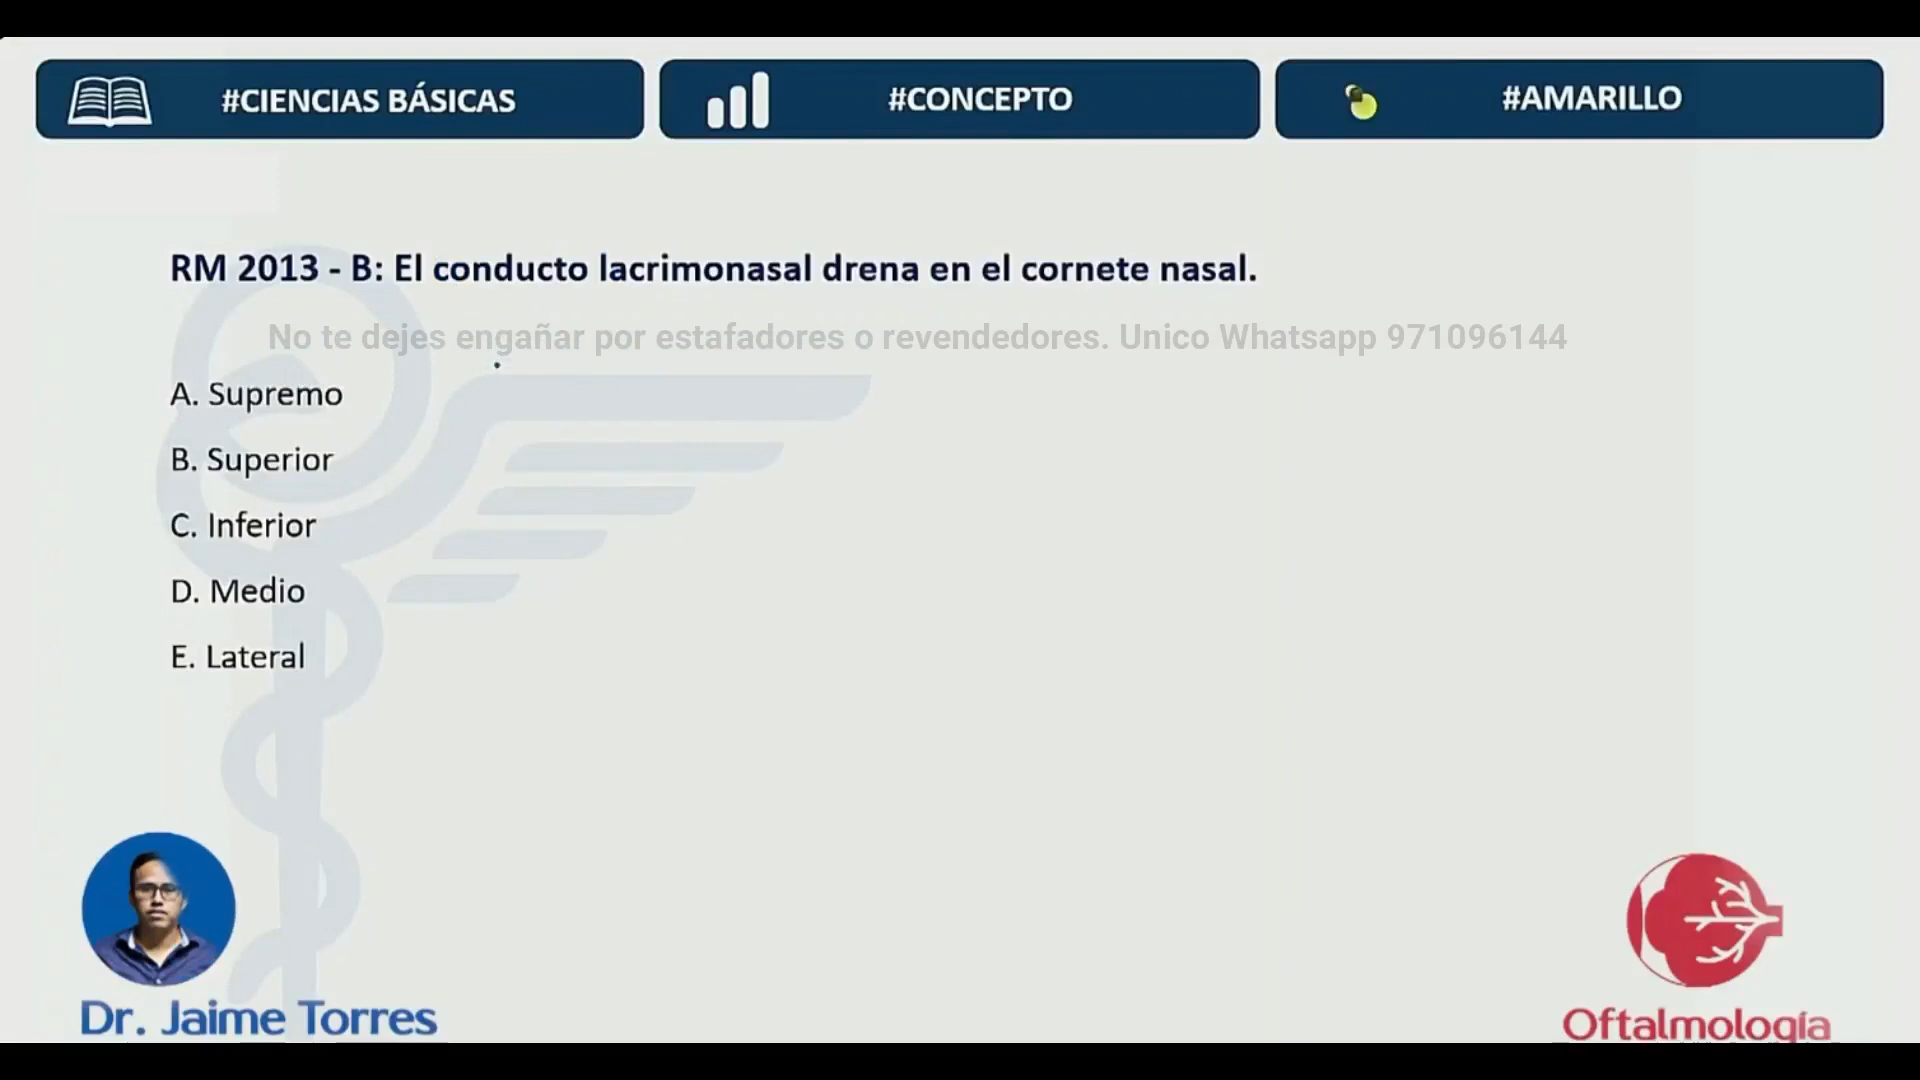 #CIENCIAS BÁSICAS
#CONCEPTO
#AMARILLO
RM 2013 - B: El conducto lacrimonasal drena en el cornete nasal.
No te dejes engañar por estafadores o revendedores. Unico Whatsapp 971096144
A. Supremo
B. Superior
C. Inferior
D. Medio
E. Lateral
Dr. Jaime Torres
Oftalmología